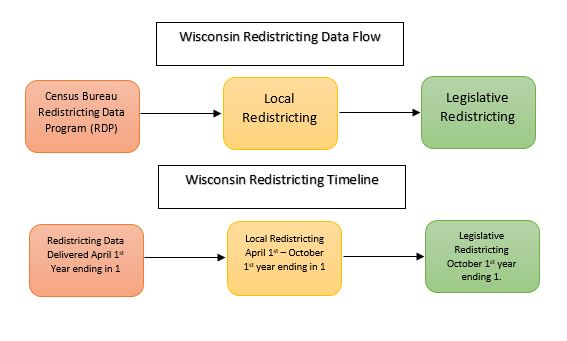 Wisconsin Redistricting Data Flow
Census Bureau
Redistricting Data
Program (RDP)
Local
Redistricting
Legislative
Redistricting
Wisconsin Redistricting Timeline
Redistricting Data
Delivered April 1st
Year ending in 1
Local Redistricting
April 1st – October
1st year ending in 1
Legislative
Redistricting
October 1st year
ending 1.